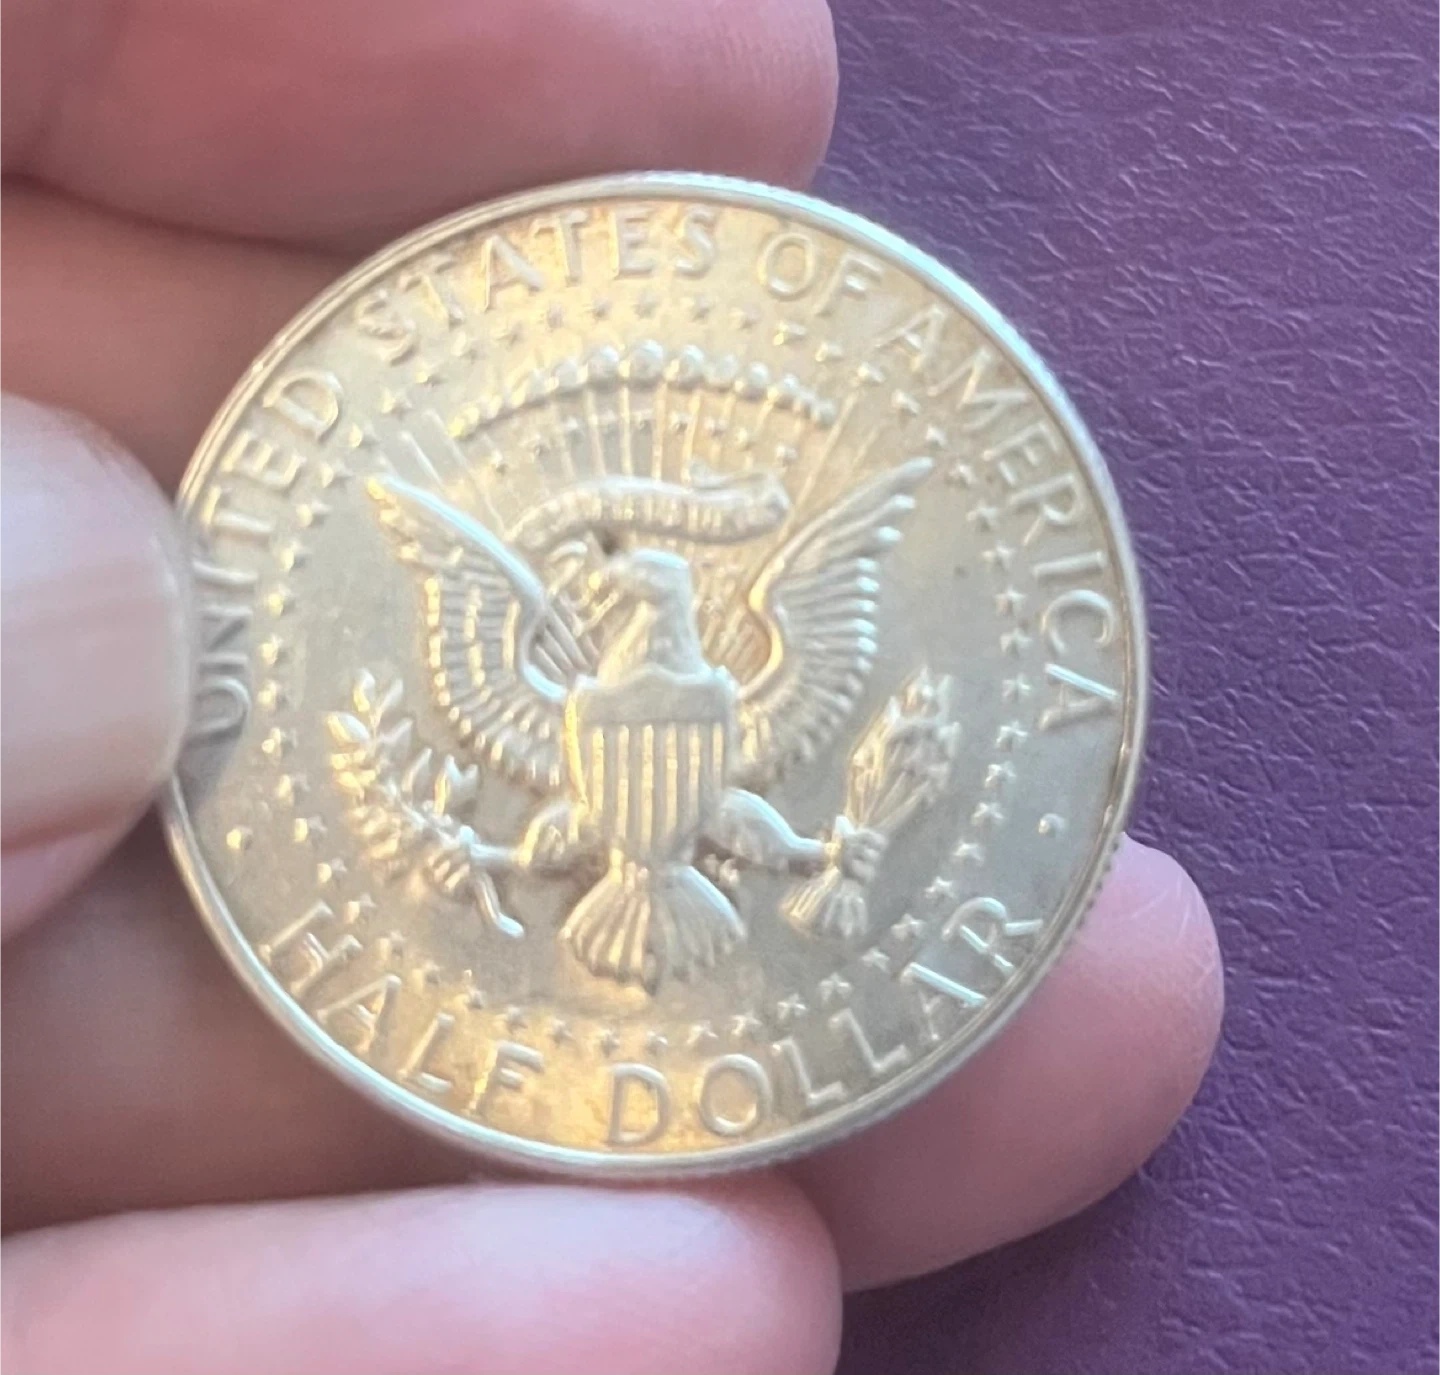 UNITED STATES OF AMERICA
HALF DOLLAR